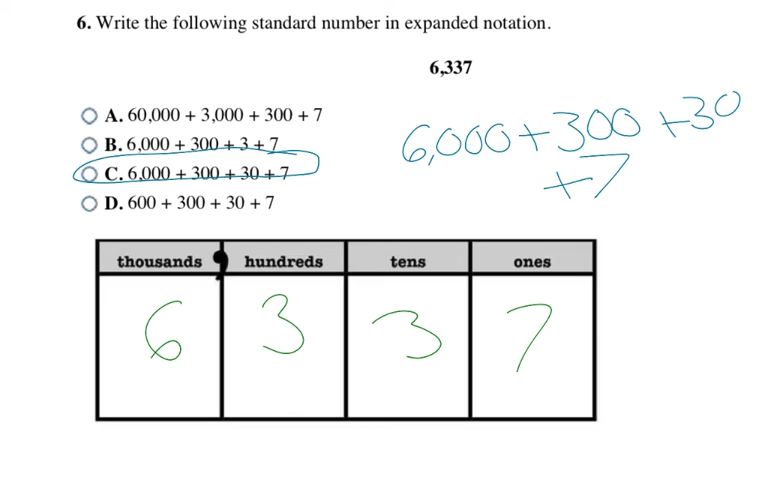 6. Write the following standard number in expanded notation.
6,337
A. 60,000 + 3,000 + 300 + 7
B. 6,000 + 300 + 3 + 7
C. 6,000 + 300 + 30 + 7
D. 600 + 300 + 30 + 7
6,000 + 300 + 30
+ 7
thousands , hundreds tens ones
6 3 3 7